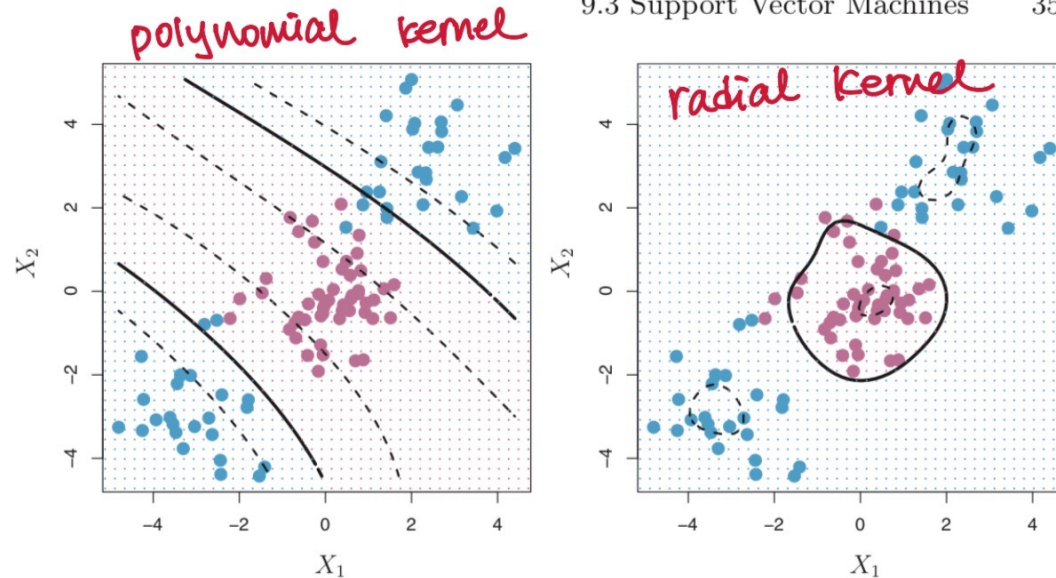 9.3 Support Vector Machines 35
polynomial kernel
radial kernel
4
2
0
−2
−4
X₂
−4 −2 0 2 4
X₁
4
2
0
−2
−4
X₂
−4 −2 0 2 4
X₁